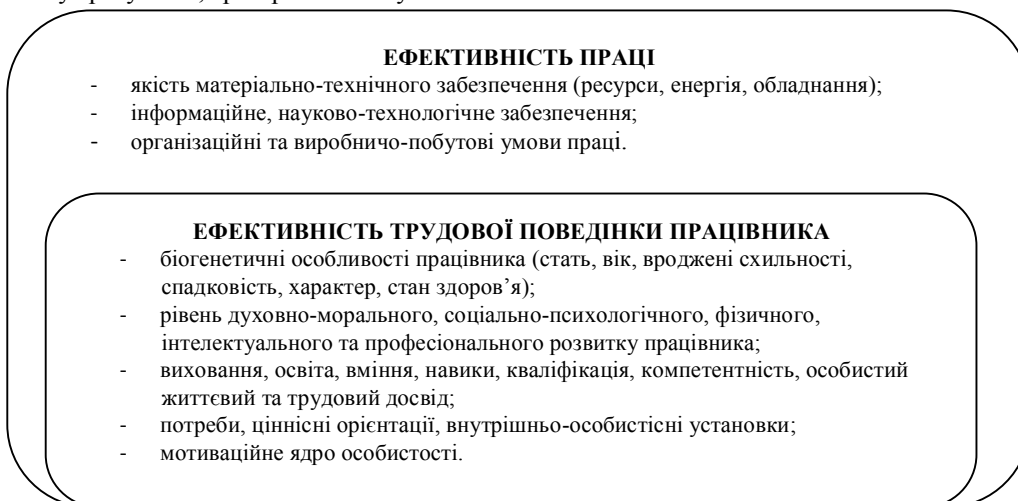 ЕФЕКТИВНІСТЬ ПРАЦІ
- якість матеріально-технічного забезпечення (ресурси, енергія, обладнання);
- інформаційне, науково-технологічне забезпечення;
- організаційні та виробничо-побутові умови праці.
ЕФЕКТИВНІСТЬ ТРУДОВОЇ ПОВЕДІНКИ ПРАЦІВНИКА
- біогенетичні особливості працівника (стать, вік, вроджені схильності,
спадковість, характер, стан здоров’я);
- рівень духовно-морального, соціально-психологічного, фізичного,
інтелектуального та професіонального розвитку працівника;
- виховання, освіта, вміння, навики, кваліфікація, компетентність, особистий
життєвий та трудовий досвід;
- потреби, ціннісні орієнтації, внутрішньо-особистісні установки;
- мотиваційне ядро особистості.